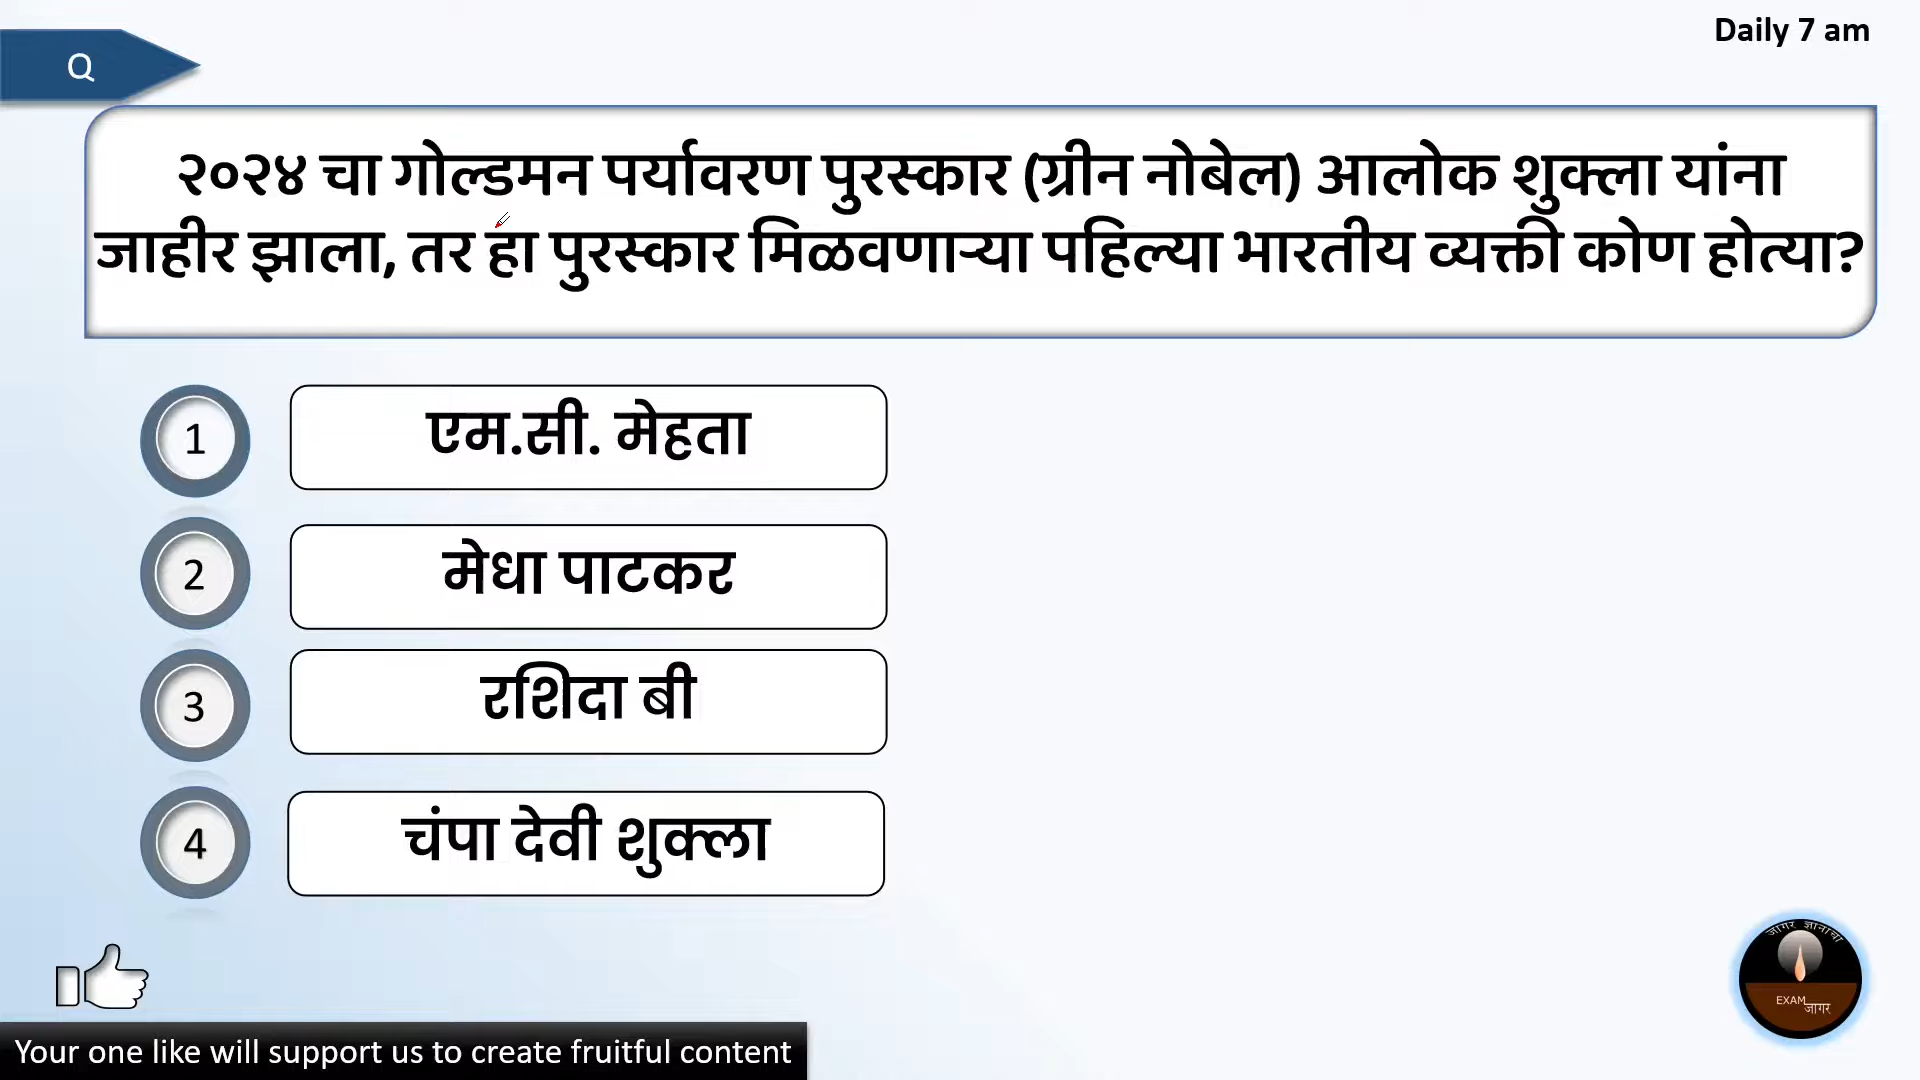 Daily 7 am
Q
२०२४ चा गोल्डमन पर्यावरण पुरस्कार (ग्रीन नोबेल) आलोक शुक्ला यांना
जाहीर झाला, तर हा पुरस्कार मिळवणाऱ्या पहिल्या भारतीय व्यक्ती कोण होत्या?
1
एम.सी. मेहता
2
मेधा पाटकर
3
रशिदा बी
4
चंपा देवी शुक्ला
जागर ज्ञानाचा
EXAM
जागर
Your one like will support us to create fruitful content